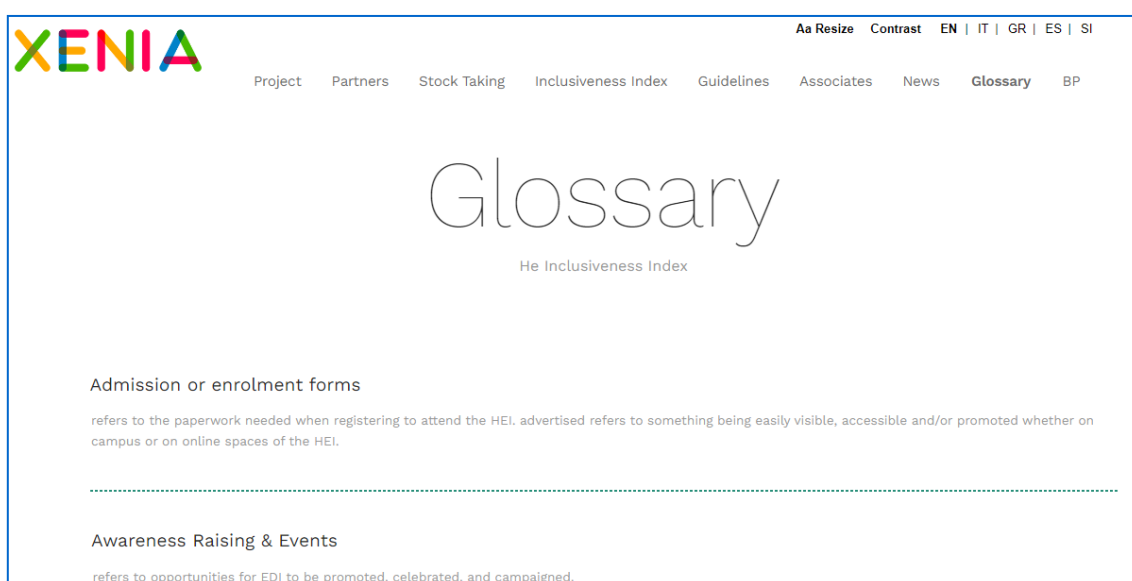 XENIA
Aa Resize Contrast EN | IT | GR | ES | SI
Project Partners Stock Taking Inclusiveness Index Guidelines Associates News Glossary BP
Glossary
He Inclusiveness Index
Admission or enrolment forms
refers to the paperwork needed when registering to attend the HEI. advertised refers to something being easily visible, accessible and/or promoted whether on
campus or on online spaces of the HEI.
Awareness Raising & Events
refers to opportunities for EDI to be promoted, celebrated, and campaigned.